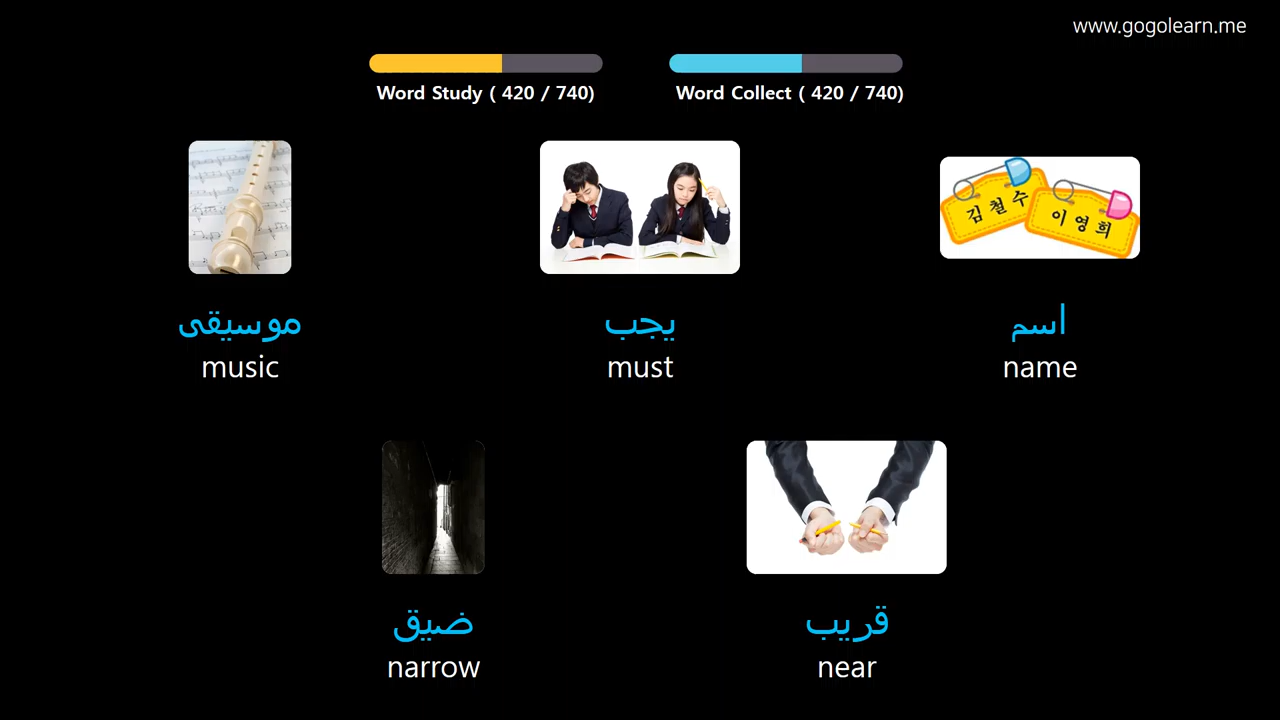 www.gogolearn.me
Word Study ( 420 / 740)
Word Collect ( 420 / 740)
김철수
이영희
موسيقى
music
يجب
must
اسم
name
ضيق
narrow
قريب
near